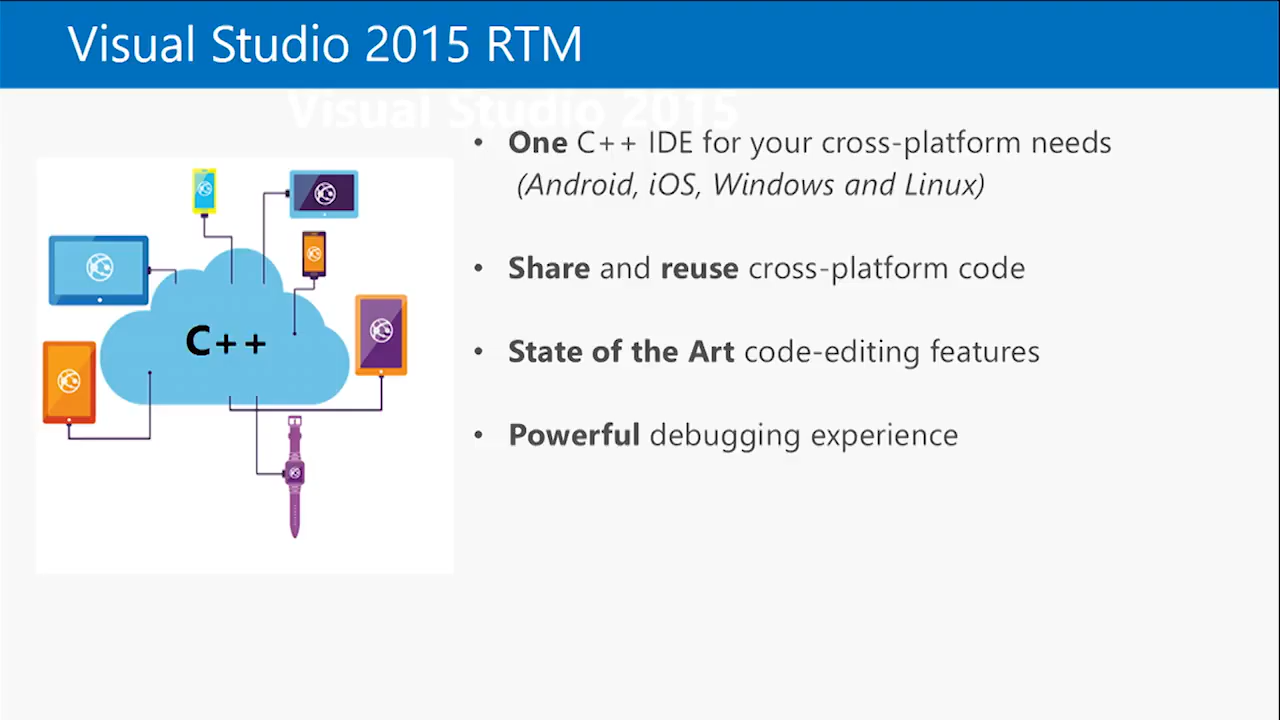 Visual Studio 2015 RTM
Visual Studio 2015
• One C++ IDE for your cross-platform needs
(Android, iOS, Windows and Linux)
• Share and reuse cross-platform code
• State of the Art code-editing features
• Powerful debugging experience
C++